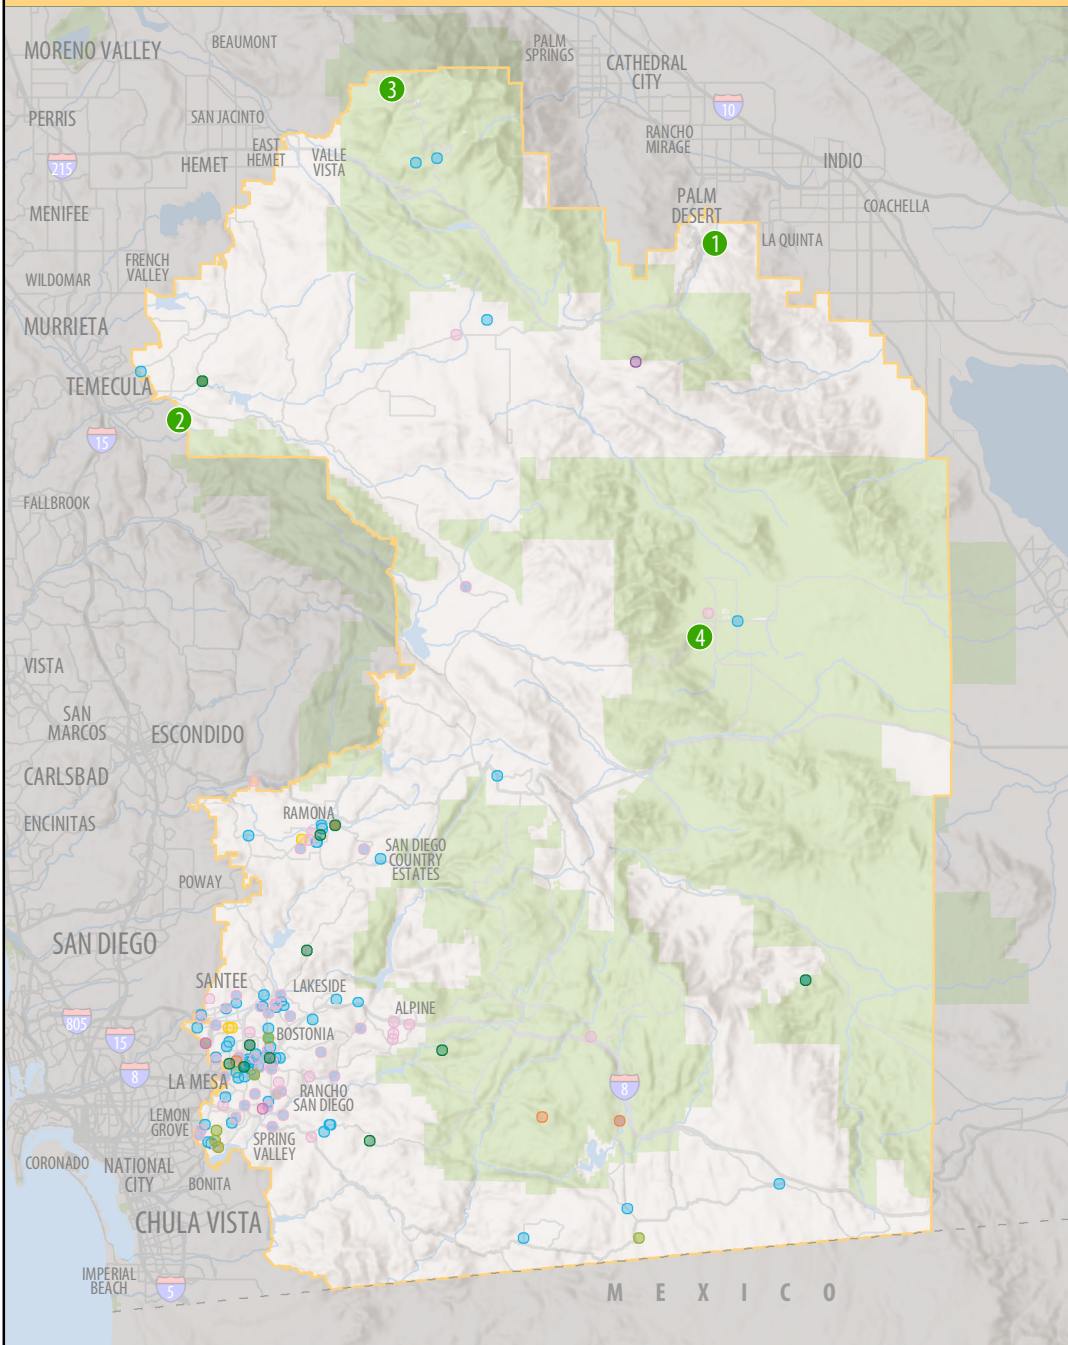 MORENO VALLEY
BEAUMONT
PALM
SPRINGS
CATHEDRAL
CITY
3
10
PERRIS
SAN JACINTO
RANCHO
MIRAGE
EAST
HEMET
VALLE
VISTA
HEMET
215
INDIO
PALM
DESERT
COACHELLA
MENIFEE
1
LA QUINTA
FRENCH
VALLEY
WILDOMAR
MURRIETA
TEMECULA
2
15
FALLBROOK
4
VISTA
SAN
MARCOS
ESCONDIDO
CARLSBAD
ENCINITAS
RAMONA
SAN DIEGO
COUNTRY
ESTATES
POWAY
SAN DIEGO
SANTEE
LAKESIDE
ALPINE
805
15
BOSTONIA
8
LA MESA
8
RANCHO
SAN DIEGO
LEMON
GROVE
SPRING
VALLEY
CORONADO
NATIONAL
CITY
BONITA
CHULA VISTA
IMPERIAL
BEACH
5
MEXICO